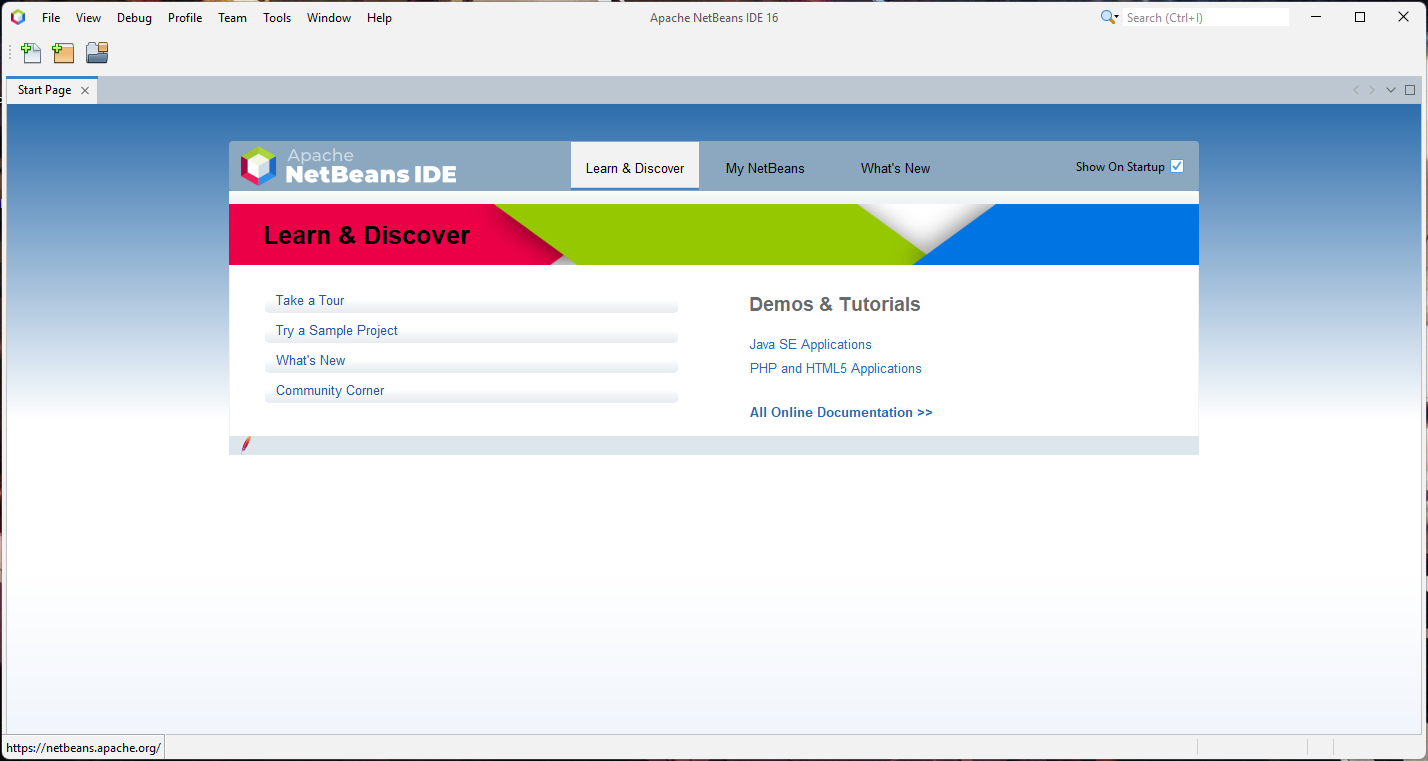 File View Debug Profile Team Tools Window Help Apache NetBeans IDE 16 Search (Ctrl+I)
Start Page
Apache
NetBeans IDE
Learn & Discover My NetBeans What's New Show On Startup
Learn & Discover
Take a Tour
Try a Sample Project
What's New
Community Corner
Demos & Tutorials
Java SE Applications
PHP and HTML5 Applications
All Online Documentation >>
https://netbeans.apache.org/